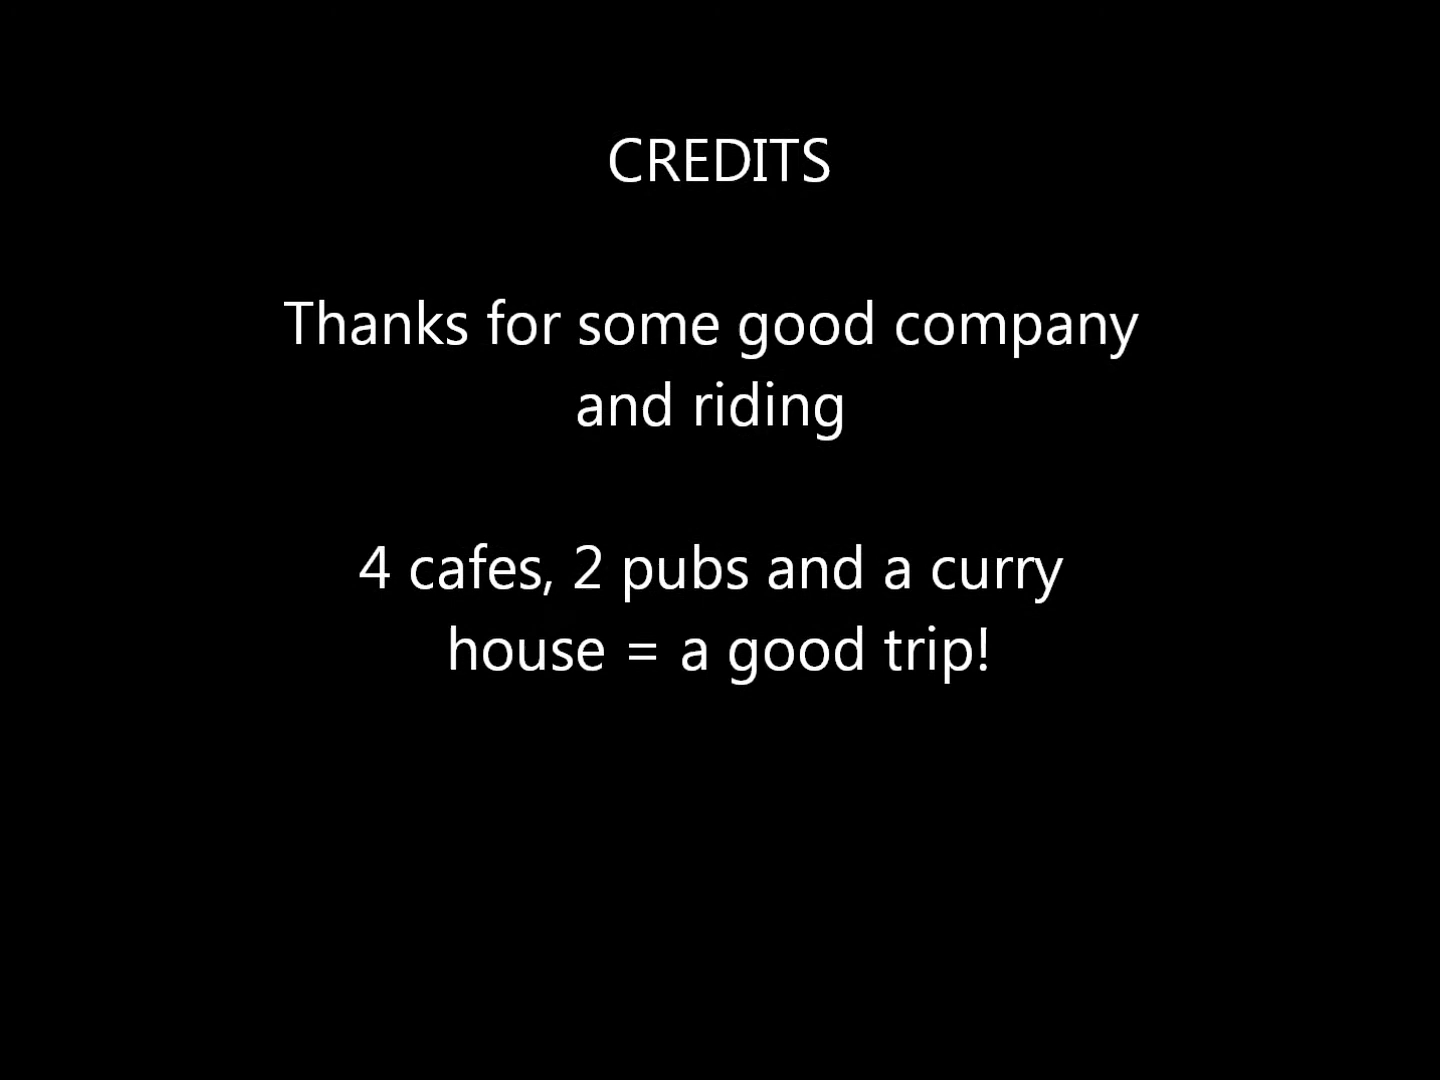 CREDITS
Thanks for some good company
and riding
4 cafes, 2 pubs and a curry
house = a good trip!